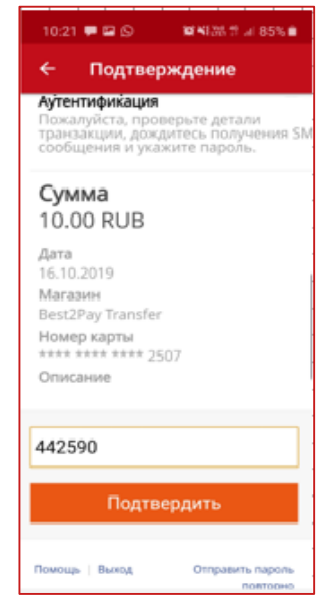 10:21 85%
Подтверждение
Аутентификация
Пожалуйста, проверьте детали
транзакции, дождитесь получения SM
сообщения и укажите пароль.
Сумма
10.00 RUB
Дата
16.10.2019
Магазин
Best2Pay Transfer
Номер карты
**** **** **** 2507
Описание
442590
Подтвердить
Помощь | Выход Отправить пароль
повторно